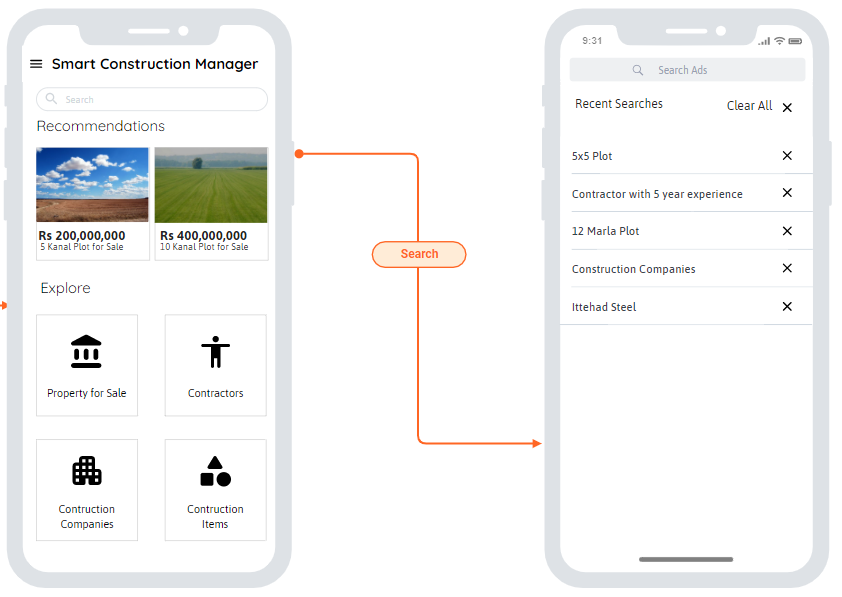 Smart Construction Manager
Search
Recommendations
Rs 200,000,000
5 Kanal Plot for Sale
Rs 400,000,000
10 Kanal Plot for Sale
Explore
Property for Sale
Contractors
Contruction
Companies
Contruction
Items
Search
9:31
Search Ads
Recent Searches
Clear All
5x5 Plot
Contractor with 5 year experience
12 Marla Plot
Construction Companies
Ittehad Steel